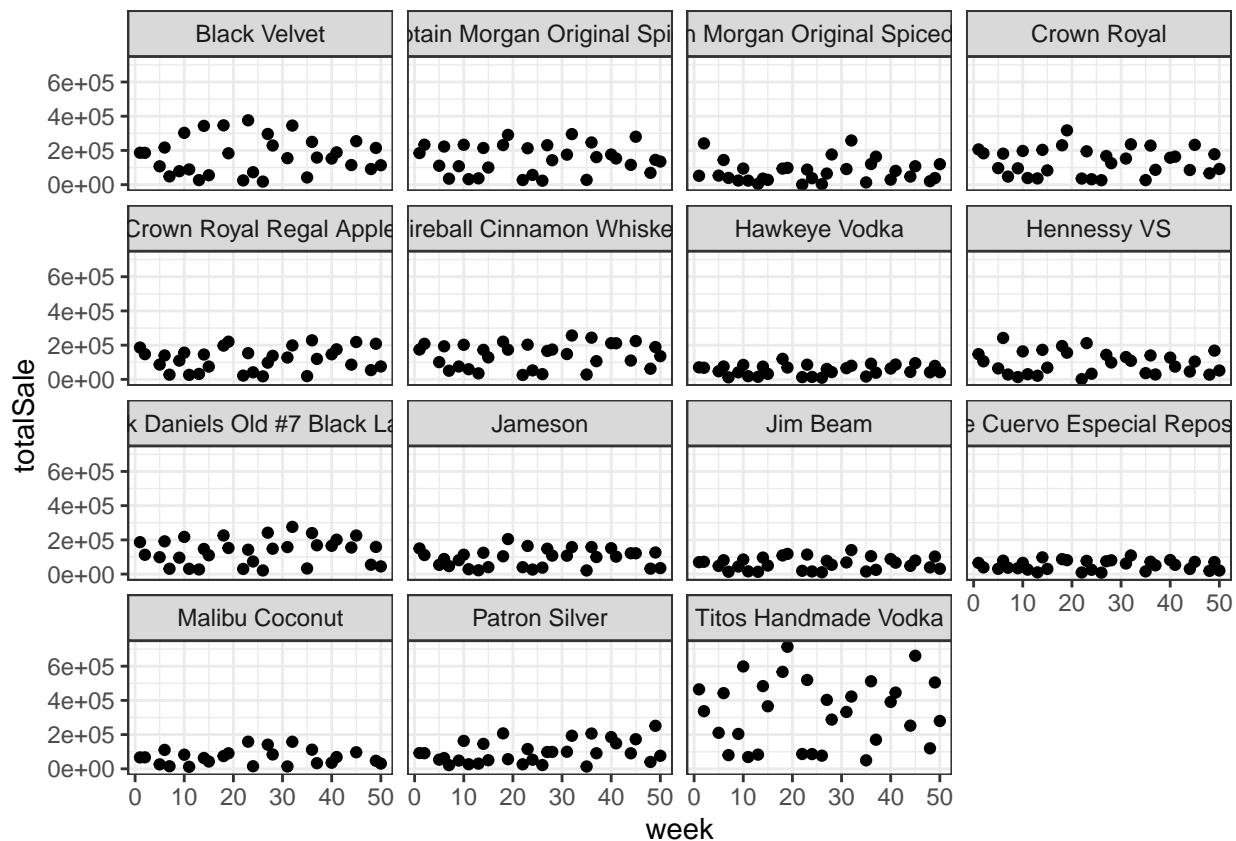 Black Velvet
ptain Morgan Original Spi
n Morgan Original Spiced
Crown Royal
6e+05
4e+05
2e+05
0e+00
Crown Royal Regal Apple
ireball Cinnamon Whiske
Hawkeye Vodka
Hennessy VS
6e+05
4e+05
2e+05
0e+00
totalSale
k Daniels Old #7 Black La
Jameson
Jim Beam
e Cuervo Especial Repos
6e+05
4e+05
2e+05
0e+00
0 10 20 30 40 50
Malibu Coconut
Patron Silver
Titos Handmade Vodka
6e+05
4e+05
2e+05
0e+00
0 10 20 30 40 50
0 10 20 30 40 50
0 10 20 30 40 50
week